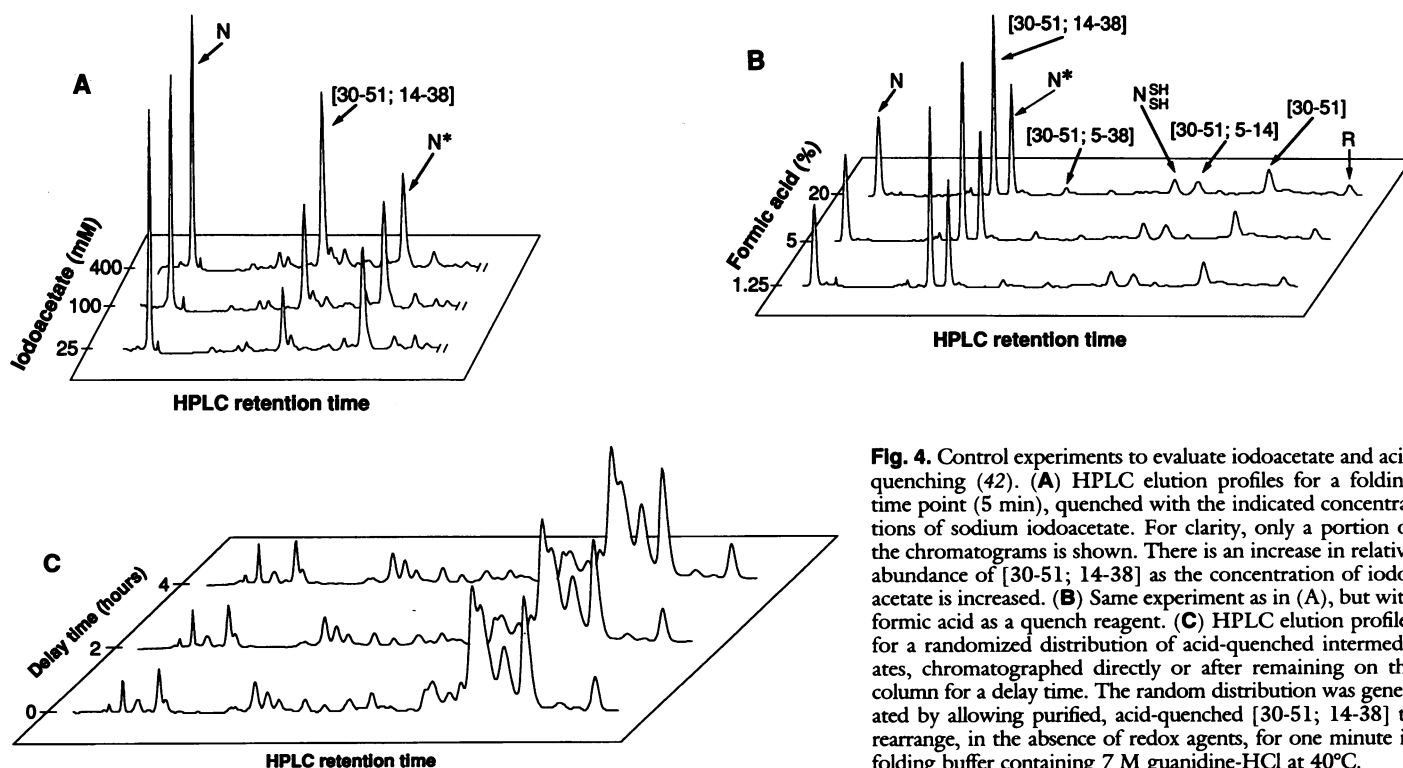 A
N
[30-51; 14-38]
N*
Iodoacetate (mM)
400
100
25
HPLC retention time
B
N
[30-51; 14-38]
N*
[30-51; 5-38]
N SH SH
[30-51; 5-14]
[30-51]
R
Formic acid (%)
20
5
1.25
HPLC retention time
C
Delay time (hours)
4
2
0
HPLC retention time
Fig. 4. Control experiments to evaluate iodoacetate and aci
quenching (42). (A) HPLC elution profiles for a foldin
time point (5 min), quenched with the indicated concentra
tions of sodium iodoacetate. For clarity, only a portion o
the chromatograms is shown. There is an increase in relativ
abundance of [30-51; 14-38] as the concentration of iodo
acetate is increased. (B) Same experiment as in (A), but wit
formic acid as a quench reagent. (C) HPLC elution profile
for a randomized distribution of acid-quenched intermed
ates, chromatographed directly or after remaining on th
column for a delay time. The random distribution was gene
ated by allowing purified, acid-quenched [30-51; 14-38] t
rearrange, in the absence of redox agents, for one minute i
folding buffer containing 7 M guanidine-HCl at 40°C.